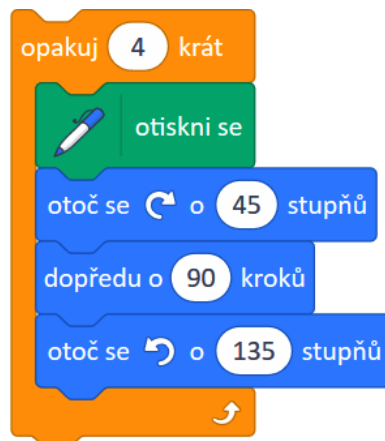 opakuj 4 krát
otiskni se
otoč se o 45 stupňů
dopředu o 90 kroků
otoč se o 135 stupňů